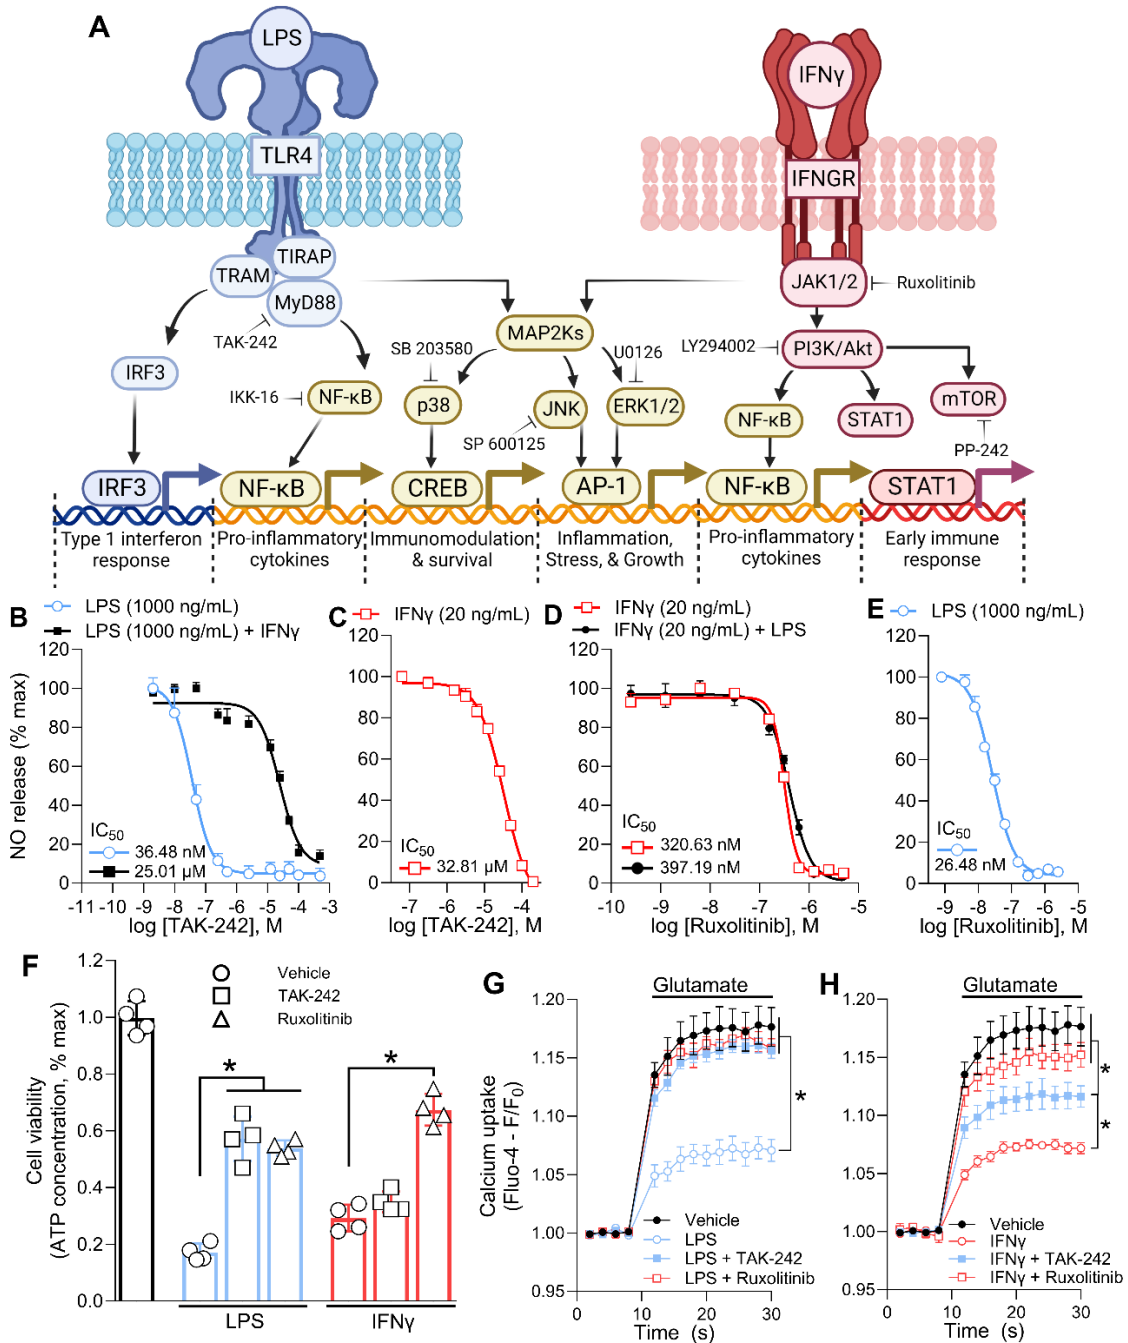 A
LPS
IFNγ
TLR4
IFNGR
TIRAP
TRAM
MyD88
JAK1/2
Ruxolitinib
TAK-242
MAP2Ks
SB 203580
U0126
LY294002
PI3K/Akt
IRF3
IKK-16
NF-κB
p38
JNK
ERK1/2
NF-κB
STAT1
mTOR
SP 600125
PP-242
IRF3
NF-κB
CREB
AP-1
NF-κB
STAT1
Type 1 interferon
response
Pro-inflammatory
cytokines
Immunomodulation
& survival
Inflammation,
Stress, & Growth
Pro-inflammatory
cytokines
Early immune
response
B
LPS (1000 ng/mL)
LPS (1000 ng/mL) + IFNγ
NO release (% max)
120
100
80
60
40
20
0
IC50
36.48 nM
25.01 µM
-11 -10 -9 -8 -7 -6 -5 -4 -3
log [TAK-242], M
C
IFNγ (20 ng/mL)
120
100
80
60
40
20
0
IC50
32.81 µM
-7 -6 -5 -4
log [TAK-242], M
D
IFNγ (20 ng/mL)
IFNγ (20 ng/mL) + LPS
120
100
80
60
40
20
0
IC50
320.63 nM
397.19 nM
-10 -9 -8 -7 -6 -5
log [Ruxolitinib], M
E
LPS (1000 ng/mL)
120
100
80
60
40
20
0
IC50
26.48 nM
-9 -8 -7 -6 -5
log [Ruxolitinib], M
F
Cell viability
(ATP concentration, % max)
1.2
1.0
0.8
0.6
0.4
0.2
0.0
Vehicle
TAK-242
Ruxolitinib
*
*
LPS
IFNγ
G
Glutamate
Calcium uptake
(Fluo-4 - F/F0)
1.20
1.15
1.10
1.05
1.00
0.95
*
Vehicle
LPS
LPS + TAK-242
LPS + Ruxolitinib
0 10 20 30
Time (s)
H
Glutamate
1.20
1.15
1.10
1.05
1.00
0.95
*
*
Vehicle
IFNγ
IFNγ + TAK-242
IFNγ + Ruxolitinib
0 10 20 30
Time (s)